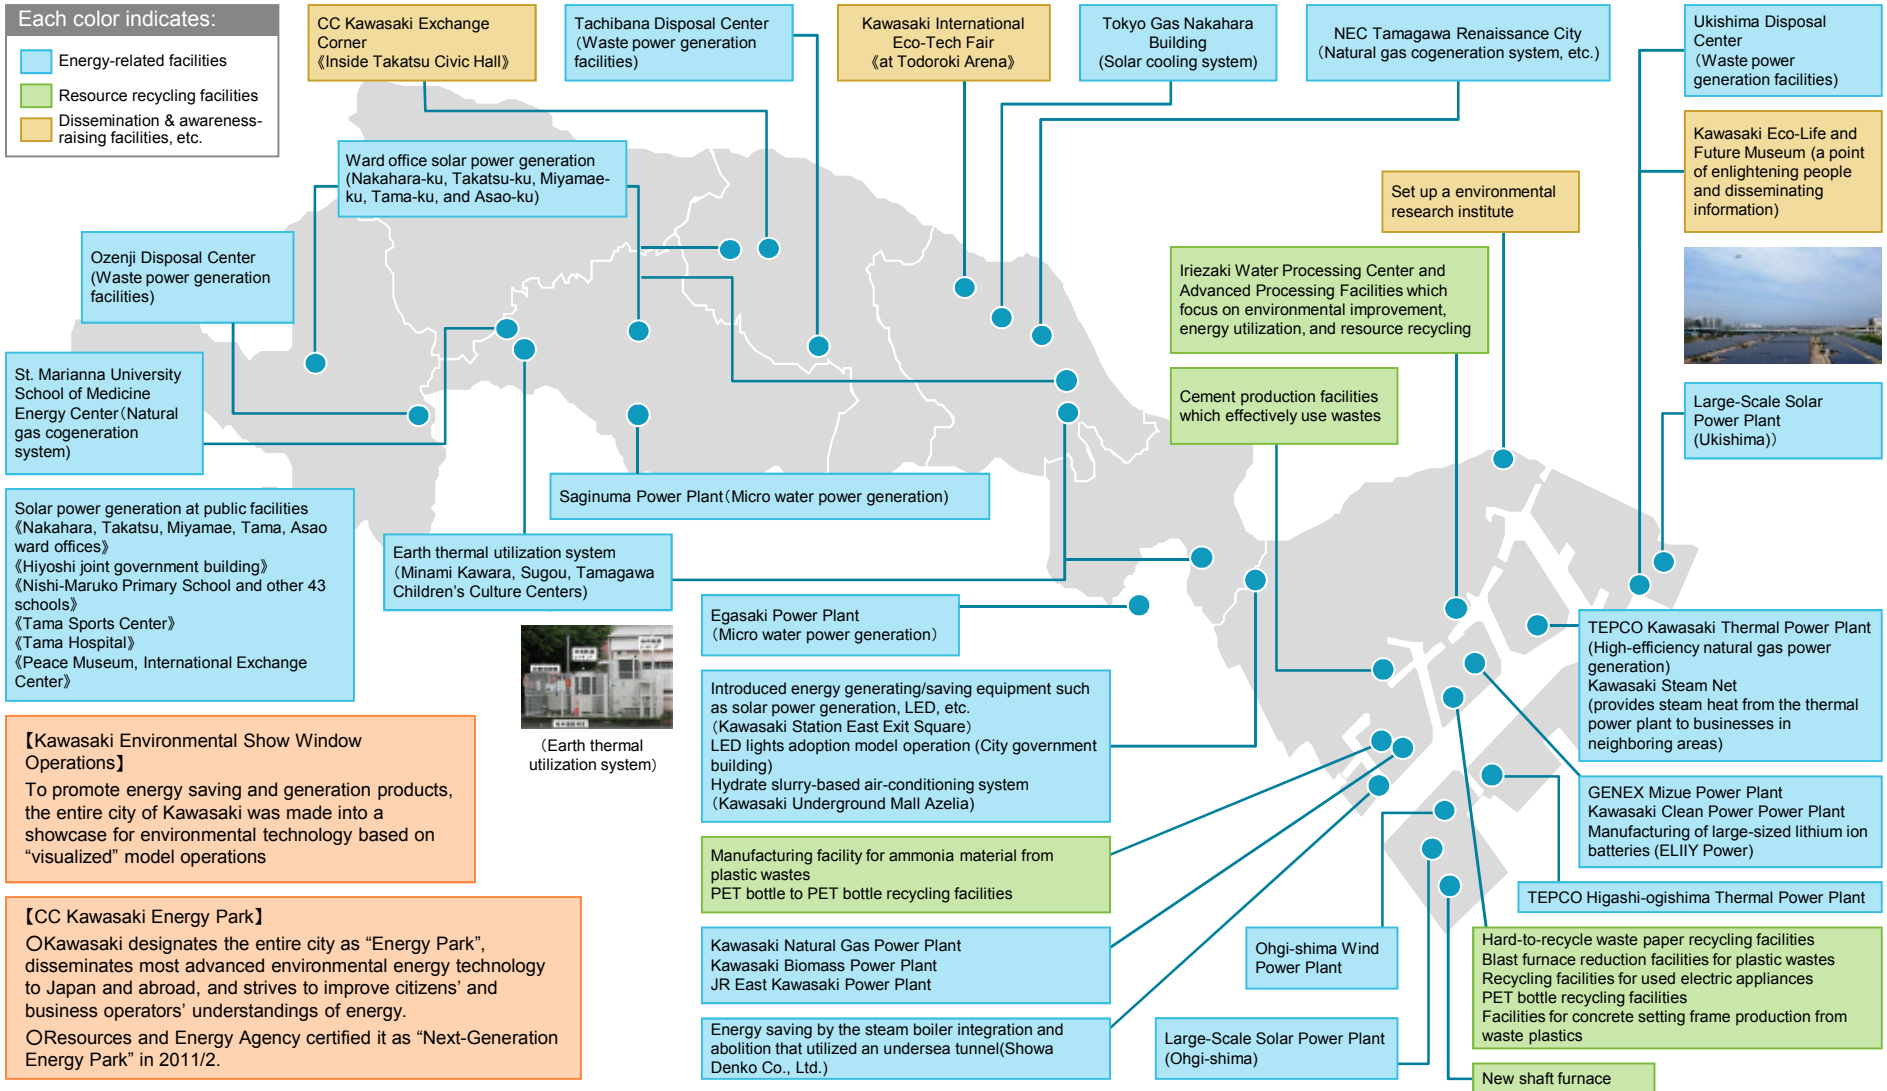 Each color indicates:
Energy-related facilities
Resource recycling facilities
Dissemination & awareness-
raising facilities, etc.
CC Kawasaki Exchange
Corner
《Inside Takatsu Civic Hall》
Tachibana Disposal Center
（Waste power generation
facilities)
Kawasaki International
Eco-Tech Fair
《at Todoroki Arena》
Tokyo Gas Nakahara
Building
(Solar cooling system)
NEC Tamagawa Renaissance City
（Natural gas cogeneration system, etc.)
Ukishima Disposal
Center
（Waste power
generation facilities)
Kawasaki Eco-Life and
Future Museum (a point
of enlightening people
and disseminating
information)
Ward office solar power generation
(Nakahara-ku, Takatsu-ku, Miyamae-
ku, Tama-ku, and Asao-ku)
Set up a environmental
research institute
Ozenji Disposal Center
(Waste power generation
facilities)
Iriezaki Water Processing Center and
Advanced Processing Facilities which
focus on environmental improvement,
energy utilization, and resource recycling
St. Marianna University
School of Medicine
Energy Center（Natural
gas cogeneration
system)
Cement production facilities
which effectively use wastes
Large-Scale Solar
Power Plant
(Ukishima)）
Saginuma Power Plant（Micro water power generation)
Solar power generation at public facilities
《Nakahara, Takatsu, Miyamae, Tama, Asao
ward offices》
《Hiyoshi joint government building》
《Nishi-Maruko Primary School and other 43
schools》
《Tama Sports Center》
《Tama Hospital》
《Peace Museum, International Exchange
Center》
Earth thermal utilization system
（Minami Kawara, Sugou, Tamagawa
Children's Culture Centers)
（Earth thermal
utilization system）
Egasaki Power Plant
（Micro water power generation）
TEPCO Kawasaki Thermal Power Plant
(High-efficiency natural gas power
generation)
Kawasaki Steam Net
(provides steam heat from the thermal
power plant to businesses in
neighboring areas)
Introduced energy generating/saving equipment such
as solar power generation, LED, etc.
（Kawasaki Station East Exit Square）
LED lights adoption model operation (City government
building)
Hydrate slurry-based air-conditioning system
（Kawasaki Underground Mall Azelia）
【Kawasaki Environmental Show Window
Operations】
To promote energy saving and generation products,
the entire city of Kawasaki was made into a
showcase for environmental technology based on
“visualized” model operations
GENEX Mizue Power Plant
Kawasaki Clean Power Power Plant
Manufacturing of large-sized lithium ion
batteries (ELIIY Power)
Manufacturing facility for ammonia material from
plastic wastes
PET bottle to PET bottle recycling facilities
TEPCO Higashi-ogishima Thermal Power Plant
【CC Kawasaki Energy Park】
〇Kawasaki designates the entire city as “Energy Park”,
disseminates most advanced environmental energy technology
to Japan and abroad, and strives to improve citizens’ and
business operators’ understandings of energy.
〇Resources and Energy Agency certified it as “Next-Generation
Energy Park” in 2011/2.
Kawasaki Natural Gas Power Plant
Kawasaki Biomass Power Plant
JR East Kawasaki Power Plant
Ohgi-shima Wind
Power Plant
Hard-to-recycle waste paper recycling facilities
Blast furnace reduction facilities for plastic wastes
Recycling facilities for used electric appliances
PET bottle recycling facilities
Facilities for concrete setting frame production from
waste plastics
Energy saving by the steam boiler integration and
abolition that utilized an undersea tunnel(Showa
Denko Co., Ltd.)
Large-Scale Solar Power Plant
(Ohgi-shima)
New shaft furnace